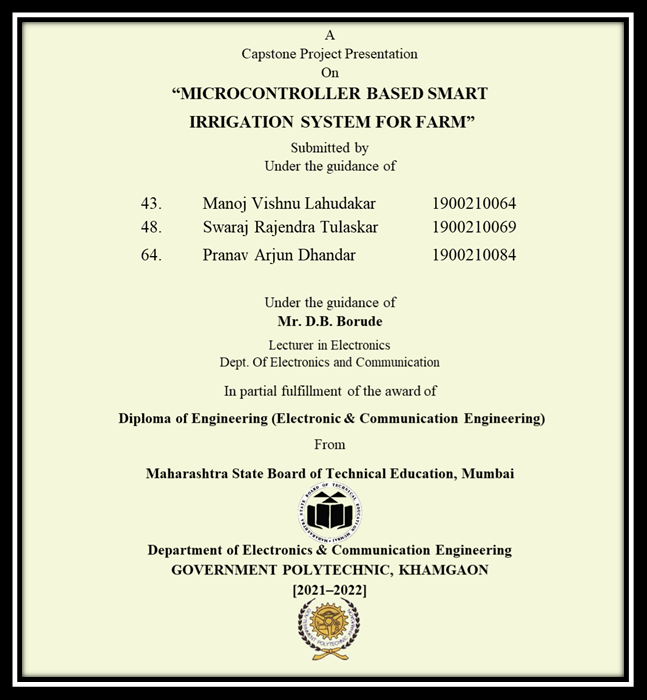 A
Capstone Project Presentation
On
“MICROCONTROLLER BASED SMART
IRRIGATION SYSTEM FOR FARM”
Submitted by
Under the guidance of
43. Manoj Vishnu Lahudakar 1900210064
48. Swaraj Rajendra Tulaskar 1900210069
64. Pranav Arjun Dhandar 1900210084
Under the guidance of
Mr. D.B. Borude
Lecturer in Electronics
Dept. Of Electronics and Communication
In partial fulfillment of the award of
Diploma of Engineering (Electronic & Communication Engineering)
From
Maharashtra State Board of Technical Education, Mumbai
Department of Electronics & Communication Engineering
GOVERNMENT POLYTECHNIC, KHAMGAON
[2021–2022]